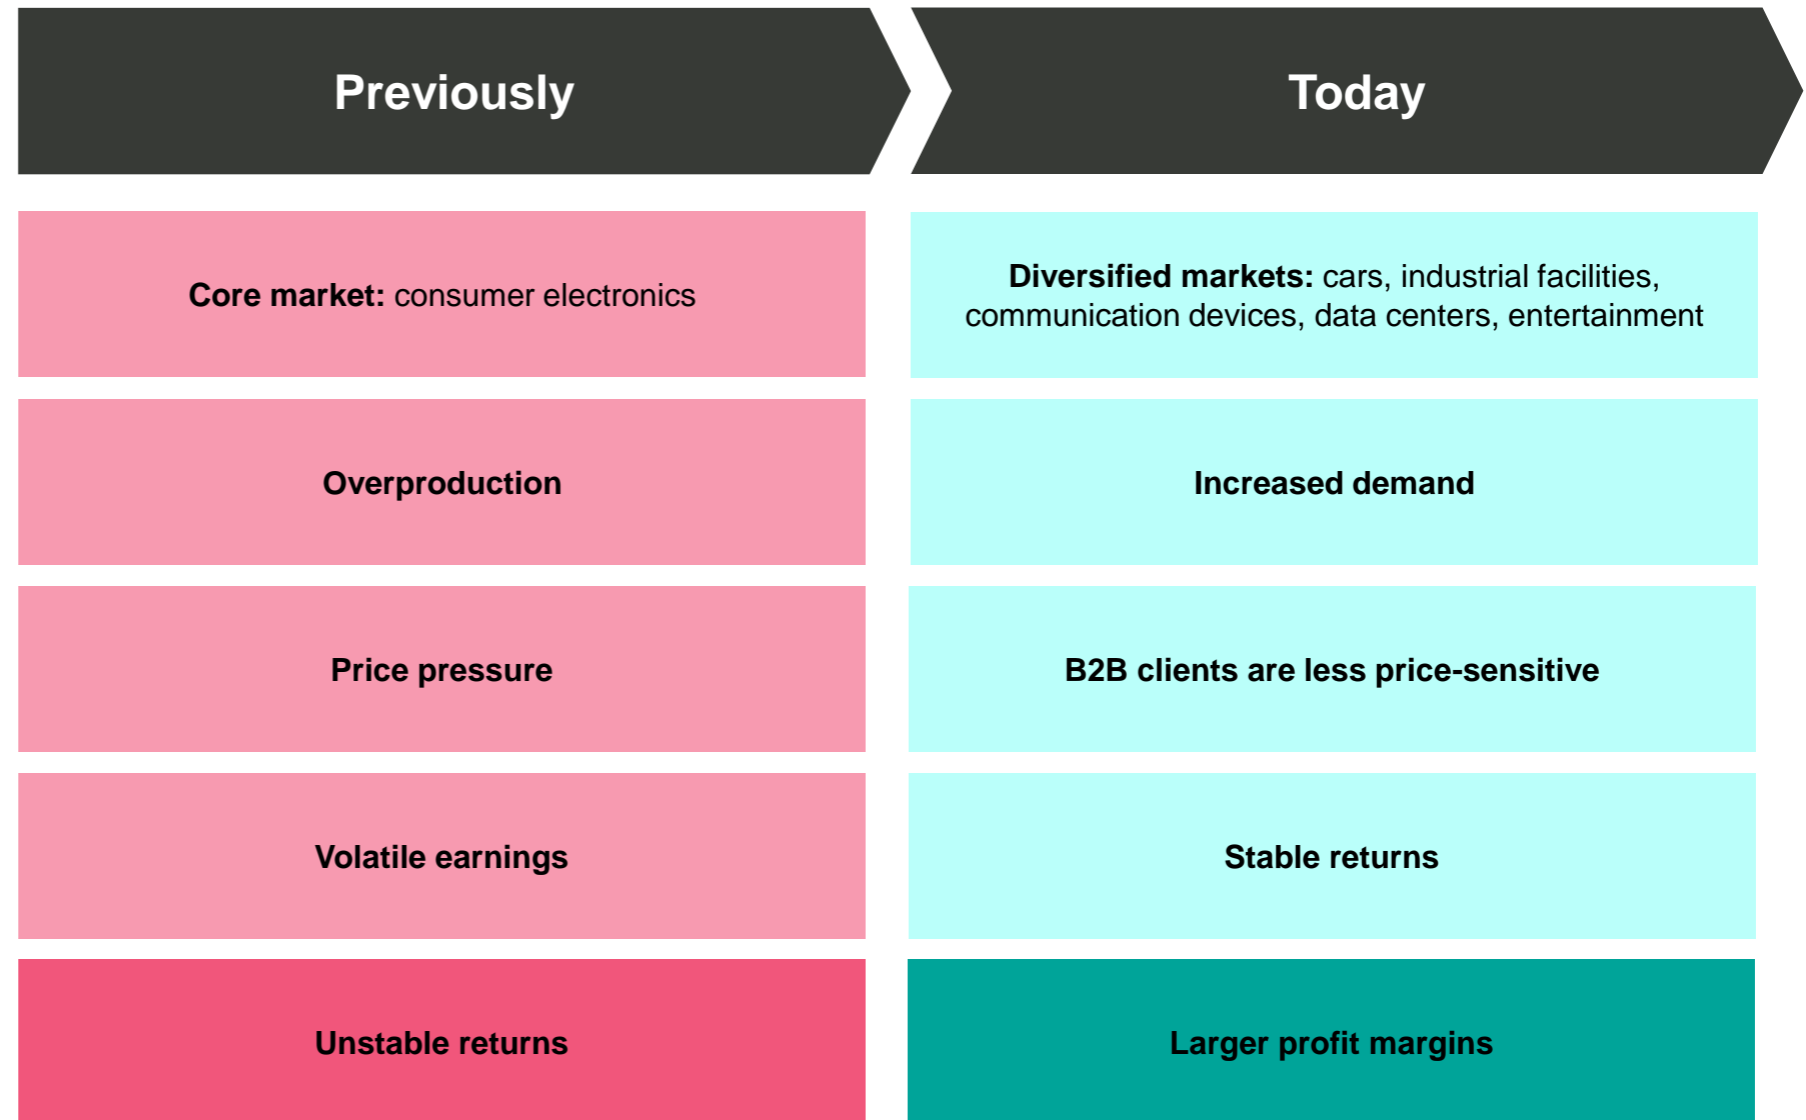 Previously
Today
Core market: consumer electronics
Diversified markets: cars, industrial facilities,
communication devices, data centers, entertainment
Overproduction
Increased demand
Price pressure
B2B clients are less price-sensitive
Volatile earnings
Stable returns
Unstable returns
Larger profit margins